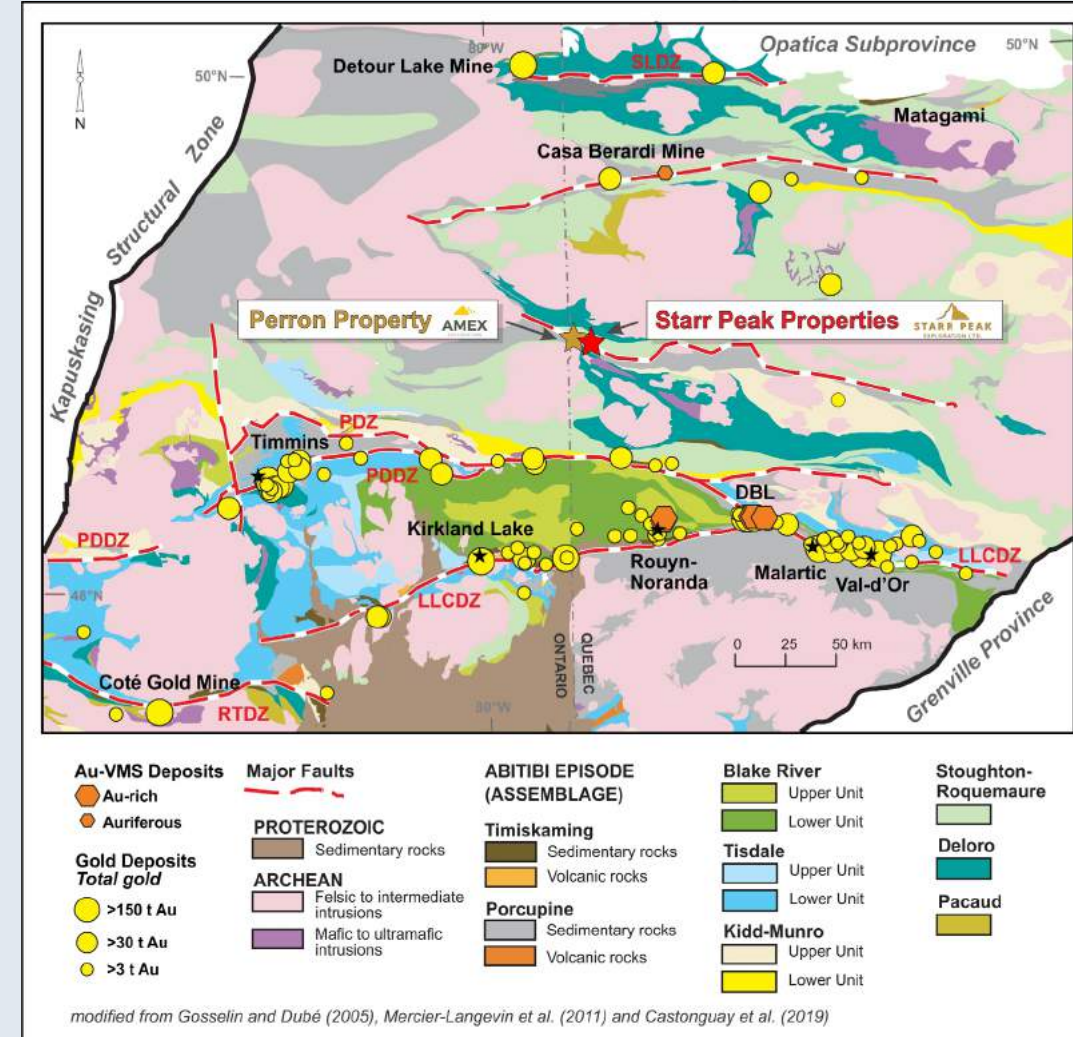 80°W
Opatica Subprovince
50°N
Detour Lake Mine
50°N
SLDZ
N
Matagami
Casa Berardi Mine
Kapuskasing Structural Zone
Perron Property AMEX
Starr Peak Properties STARR PEAK
EXPLORATION LTD.
PDZ
Timmins
PDDZ
DBL
Kirkland Lake
PDDZ
Rouyn-
Noranda
Malartic
Val-d'Or
LLCDZ
LLCDZ
48°N
0 25 50 km
ONTARIO
QUEBEC
Grenville Province
Coté Gold Mine
RTDZ
80°W
Au-VMS Deposits
Au-rich
Auriferous
Gold Deposits
Total gold
>150 t Au
>30 t Au
>3 t Au
Major Faults
PROTEROZOIC
Sedimentary rocks
ARCHEAN
Felsic to intermediate
intrusions
Mafic to ultramafic
intrusions
ABITIBI EPISODE
(ASSEMBLAGE)
Timiskaming
Sedimentary rocks
Volcanic rocks
Porcupine
Sedimentary rocks
Volcanic rocks
Blake River
Upper Unit
Lower Unit
Tisdale
Upper Unit
Lower Unit
Kidd-Munro
Upper Unit
Lower Unit
Stoughton-
Roquemaure
Deloro
Pacaud
modified from Gosselin and Dubé (2005), Mercier-Langevin et al. (2011) and Castonguay et al. (2019)